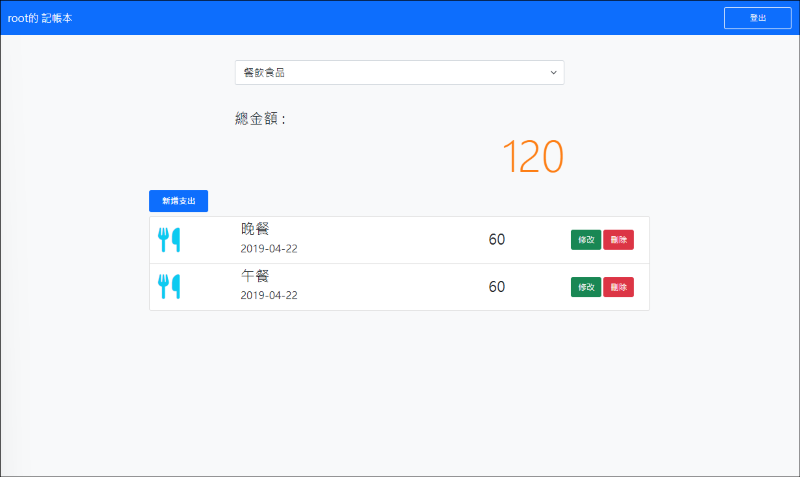 root的 記帳本
登出
餐飲食品
總金額 :
120
新增支出
晚餐
2019-04-22
60
修改
刪除
午餐
2019-04-22
60
修改
刪除